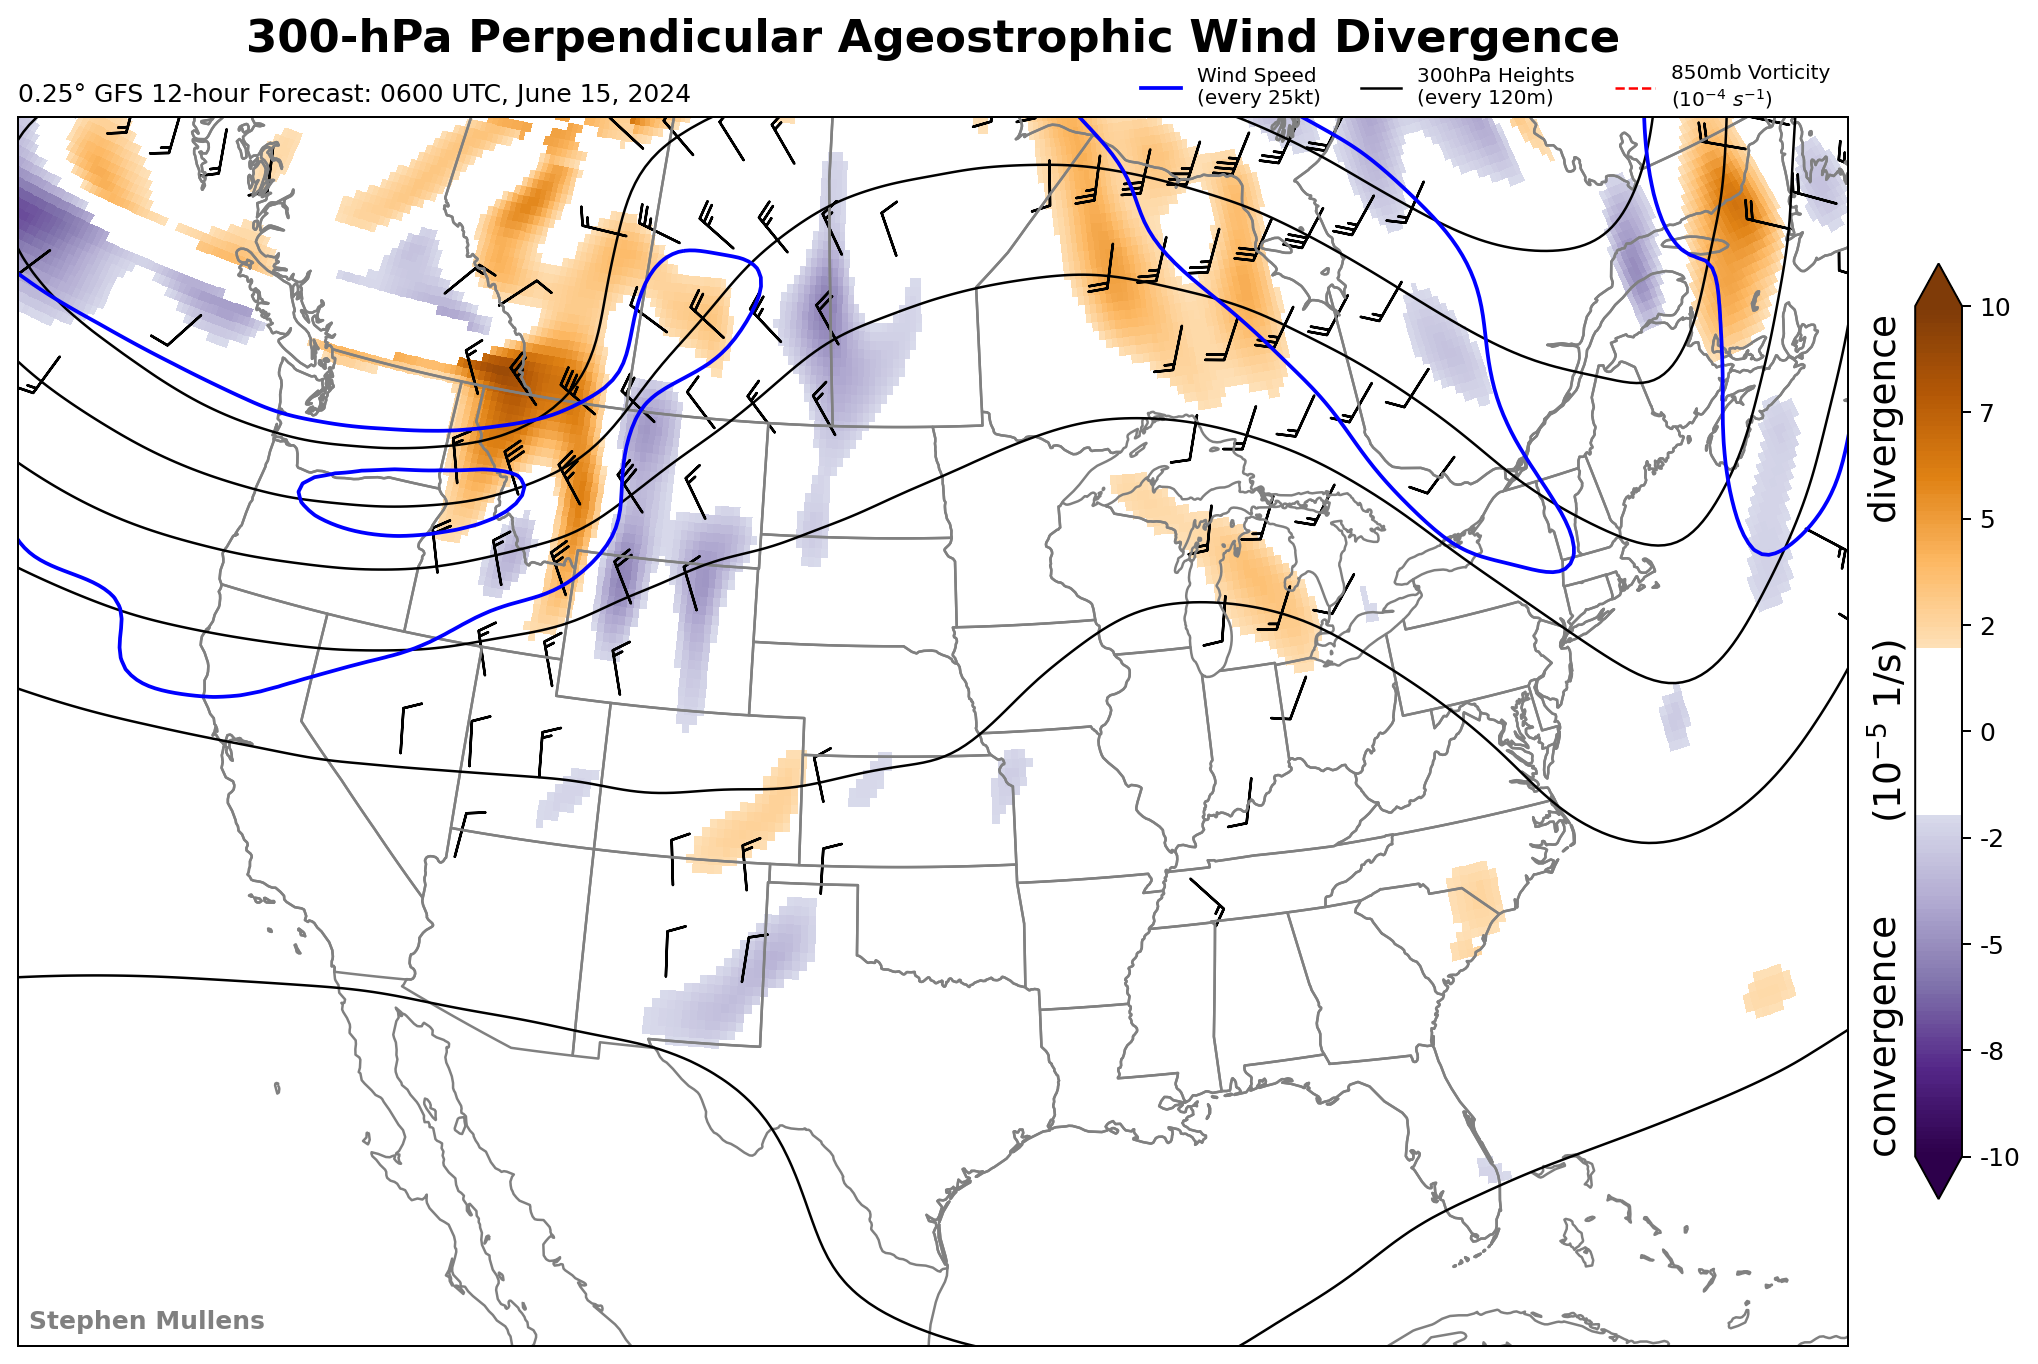 300-hPa Perpendicular Ageostrophic Wind Divergence
0.25° GFS 12-hour Forecast: 0600 UTC, June 15, 2024
Wind Speed
(every 25kt)
300hPa Heights
(every 120m)
850mb Vorticity
(10⁻⁴ s⁻¹)
10
7
5
2
0
-2
-5
-8
-10
convergence (10⁻⁵ 1/s) divergence
Stephen Mullens